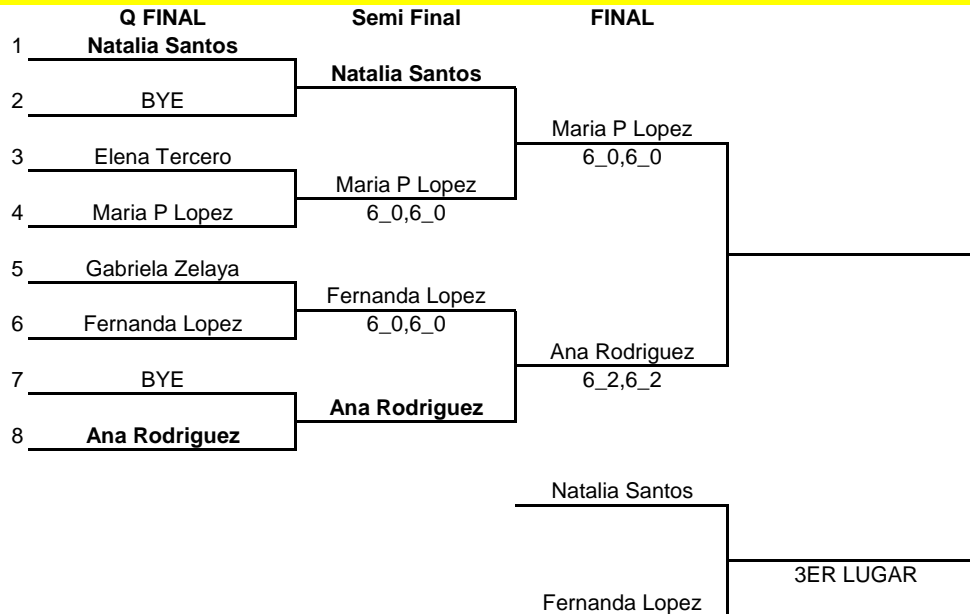 Q FINAL Semi Final FINAL
1 Natalia Santos
Natalia Santos
2 BYE
Maria P Lopez
3 Elena Tercero 6_0,6_0
Maria P Lopez
4 Maria P Lopez 6_0,6_0
5 Gabriela Zelaya
Fernanda Lopez
6 Fernanda Lopez 6_0,6_0
Ana Rodriguez
7 BYE 6_2,6_2
Ana Rodriguez
8 Ana Rodriguez
Natalia Santos
3ER LUGAR
Fernanda Lopez